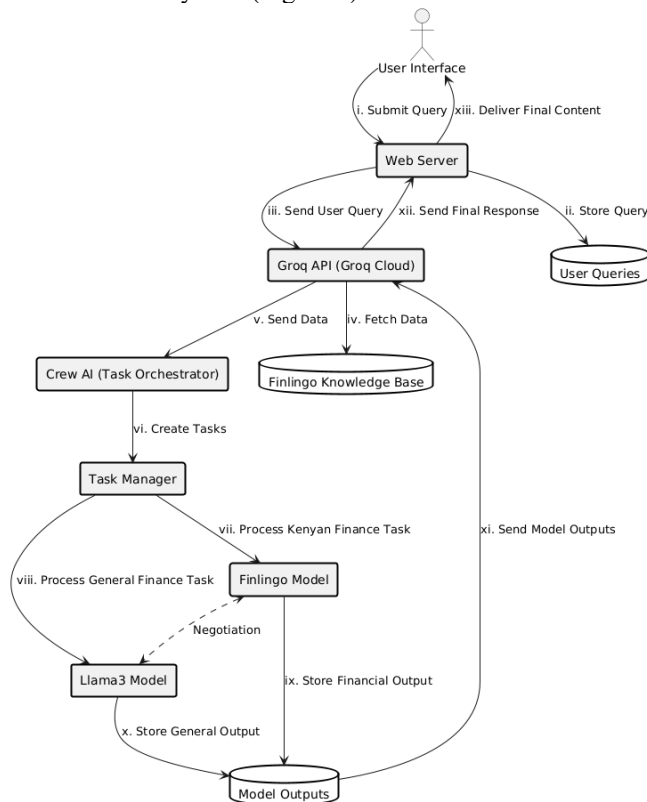 User Interface
i. Submit Query
xiii. Deliver Final Content
Web Server
iii. Send User Query
xii. Send Final Response
ii. Store Query
Groq API (Groq Cloud)
User Queries
v. Send Data
iv. Fetch Data
Crew AI (Task Orchestrator)
Finlingo Knowledge Base
vi. Create Tasks
Task Manager
vii. Process Kenyan Finance Task
xi. Send Model Outputs
viii. Process General Finance Task
Finlingo Model
Negotiation
Llama3 Model
ix. Store Financial Output
x. Store General Output
Model Outputs